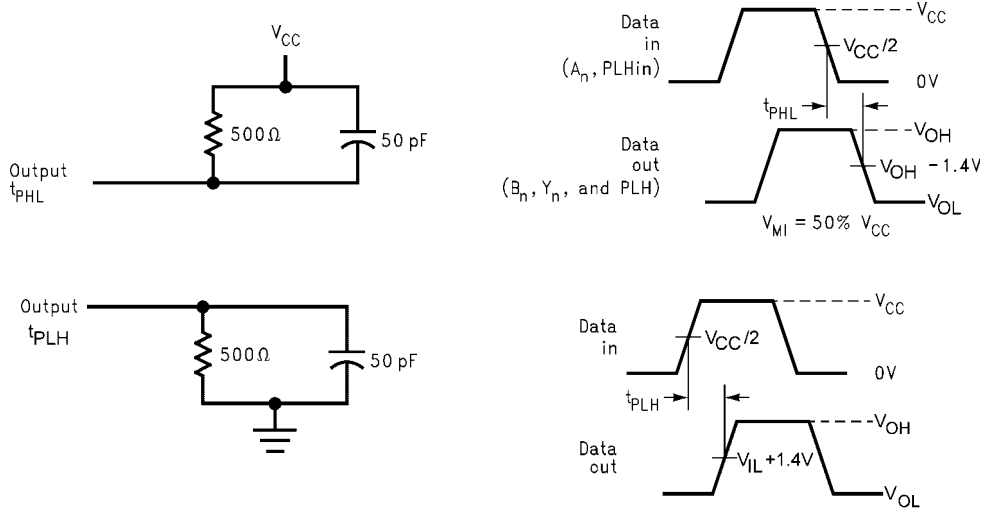 V_CC
500Ω
50 pF
Output
t_PHL
Data
in
(A_n, PLHin)
V_CC
V_CC/2
0V
t_PHL
Data
out
(B_n, Y_n, and PLH)
V_OH
V_OH -1.4V
V_OL
V_MI = 50% V_CC
Output
t_PLH
500Ω
50 pF
Data
in
V_CC
V_CC/2
0V
t_PLH
Data
out
V_OH
V_IL +1.4V
V_OL